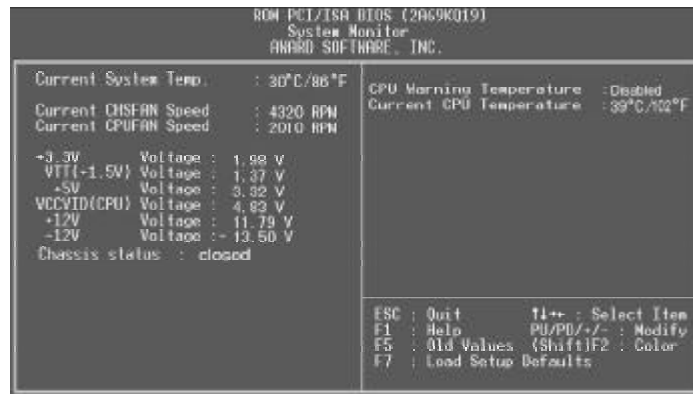 ROM PCI/ISA BIOS (2A69KQ19)
System Monitor
AWARD SOFTWARE, INC.
Current System Temp. : 30°C/86°F
Current CHSFAN Speed : 4320 RPM
Current CPUFAN Speed : 2010 RPM
+3.3V Voltage : 1.98 V
VTT(+1.5V) Voltage : 1.37 V
+5V Voltage : 3.32 V
VCCVID(CPU) Voltage : 4.83 V
+12V Voltage : 11.79 V
-12V Voltage :- 13.50 V
Chassis status : closed
CPU Warning Temperature : Disabled
Current CPU Temperature : 39°C/102°F
ESC : Quit ↑↓→← : Select Item
F1 : Help PU/PD/+/- : Modify
F5 : Old Values (Shift)F2 : Color
F7 : Load Setup Defaults